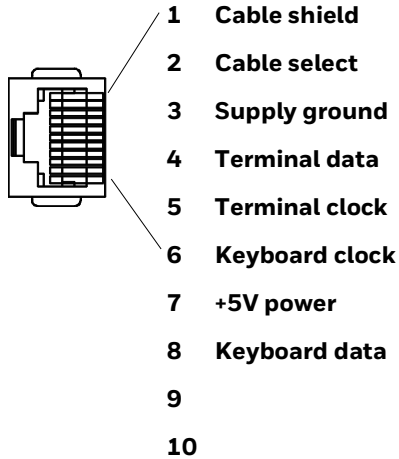 1 Cable shield
2 Cable select
3 Supply ground
4 Terminal data
5 Terminal clock
6 Keyboard clock
7 +5V power
8 Keyboard data
9
10